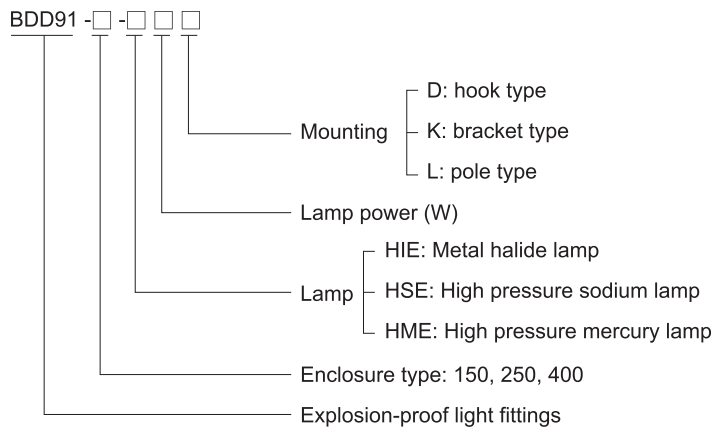 BDD91 -□ -□ □ □
D: hook type
Mounting
K: bracket type
L: pole type
Lamp power (W)
HIE: Metal halide lamp
Lamp
HSE: High pressure sodium lamp
HME: High pressure mercury lamp
Enclosure type: 150, 250, 400
Explosion-proof light fittings